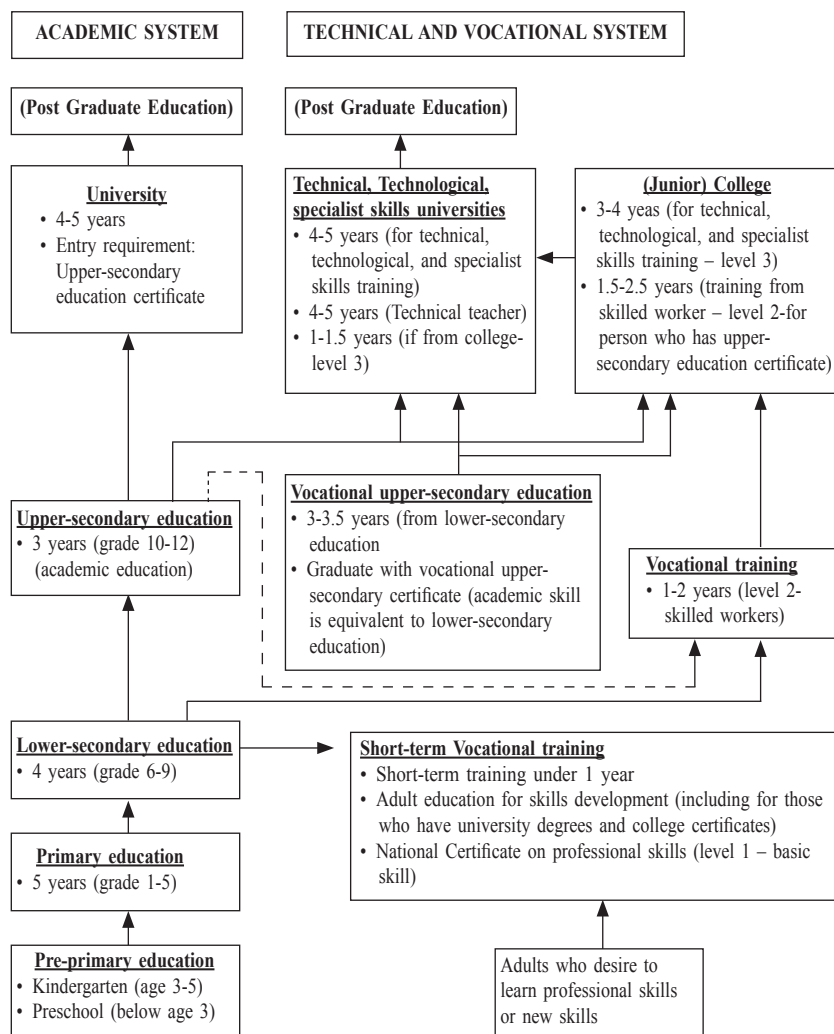 ACADEMIC SYSTEM
TECHNICAL AND VOCATIONAL SYSTEM
(Post Graduate Education)
(Post Graduate Education)
University
• 4-5 years
• Entry requirement:
Upper-secondary
education certificate
Technical, Technological,
specialist skills universities
• 4-5 years (for technical,
technological, and specialist
skills training)
• 4-5 years (Technical teacher)
• 1-1.5 years (if from college-
level 3)
(Junior) College
• 3-4 yeas (for technical,
technological, and specialist
skills training – level 3)
• 1.5-2.5 years (training from
skilled worker – level 2-for
person who has upper-
secondary education certificate)
Upper-secondary education
• 3 years (grade 10-12)
(academic education)
Vocational upper-secondary education
• 3-3.5 years (from lower-secondary
education
• Graduate with vocational upper-
secondary certificate (academic skill
is equivalent to lower-secondary
education)
Vocational training
• 1-2 years (level 2-
skilled workers)
Lower-secondary education
• 4 years (grade 6-9)
Short-term Vocational training
• Short-term training under 1 year
• Adult education for skills development (including for those
who have university degrees and college certificates)
• National Certificate on professional skills (level 1 – basic
skill)
Primary education
• 5 years (grade 1-5)
Pre-primary education
• Kindergarten (age 3-5)
• Preschool (below age 3)
Adults who desire to
learn professional skills
or new skills